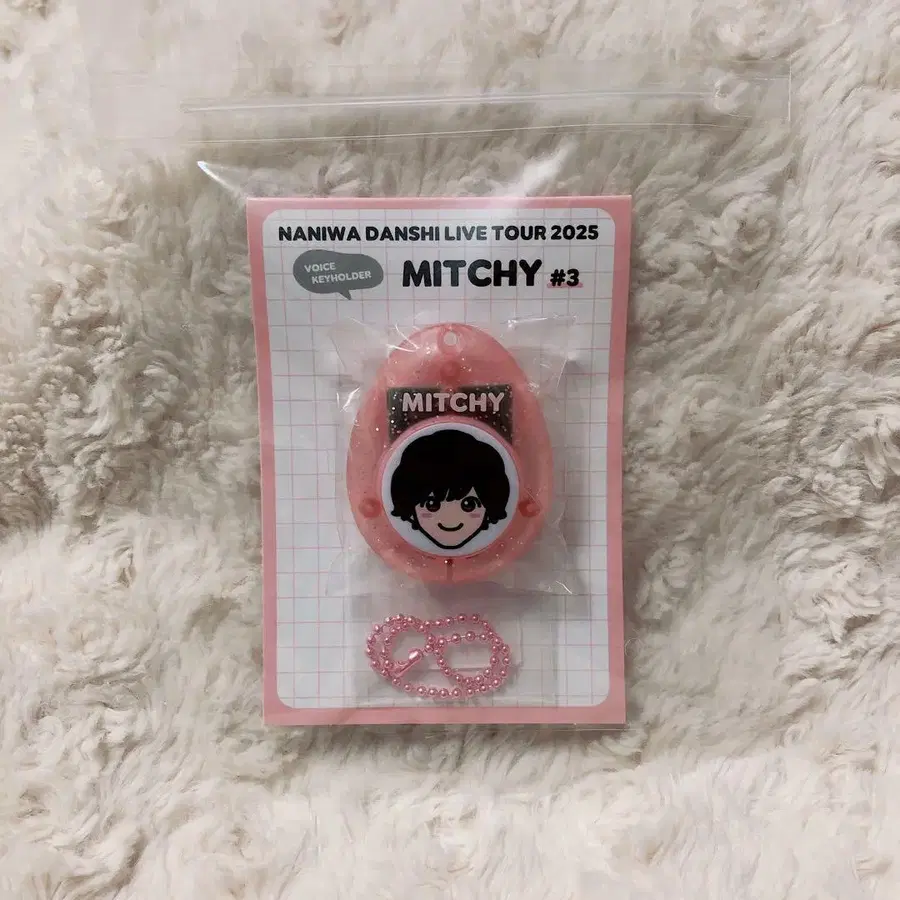 NANIWA DANSHI LIVE TOUR 2025
VOICE
KEYHOLDER
MITCHY #3
MITCHY